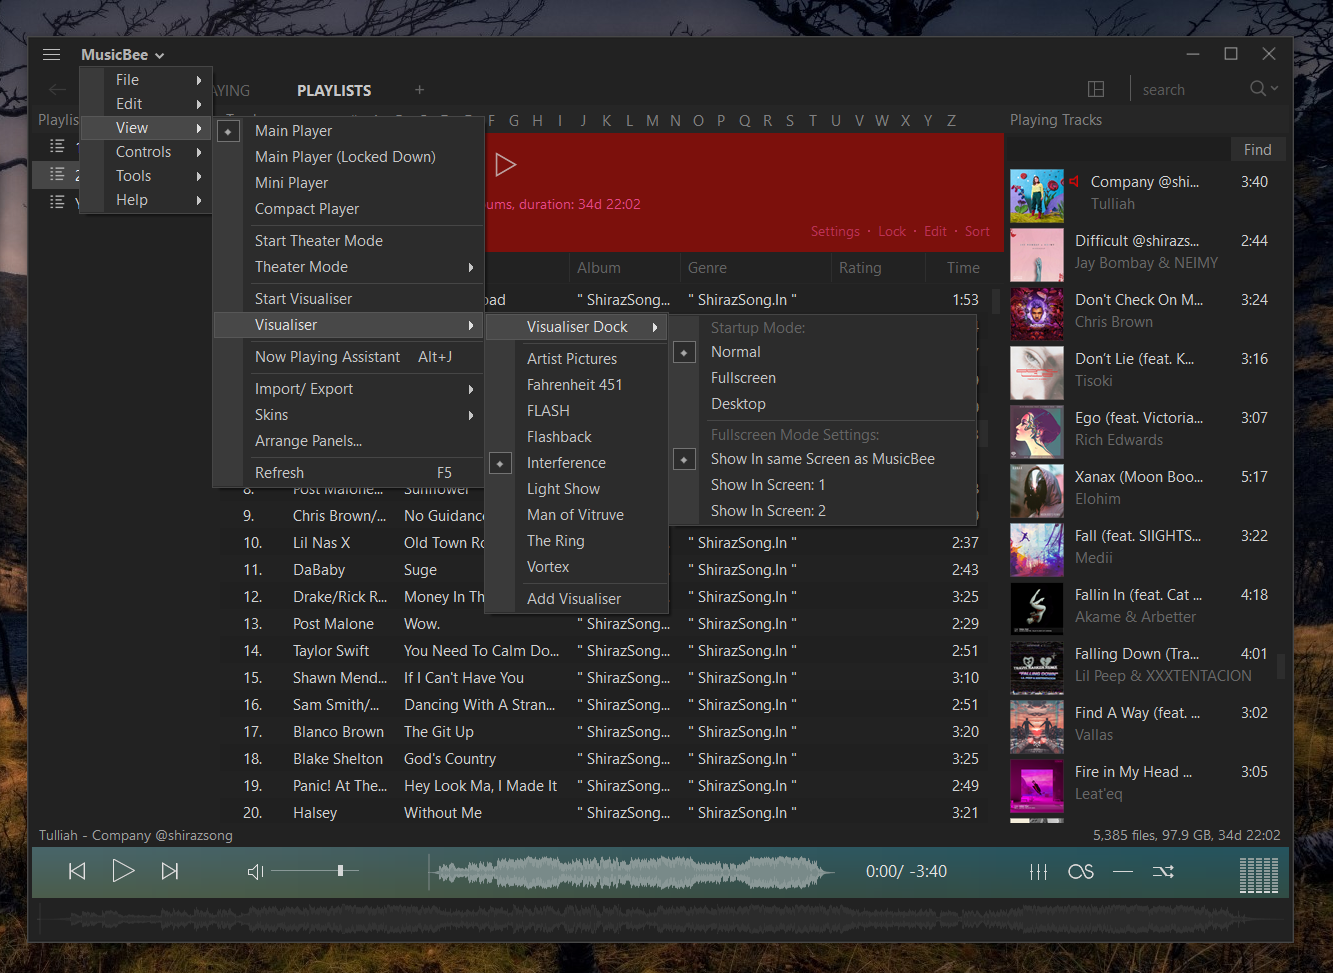 MusicBee
AYING
PLAYLISTS
+
search
File
Edit
View
Controls
Tools
Help
Playlis
F G H I J K L M N O P Q R S T U V W X Y Z
Playing Tracks
Find
Main Player
Main Player (Locked Down)
Mini Player
Compact Player
Start Theater Mode
Theater Mode
Start Visualiser
Visualiser
Now Playing Assistant Alt+J
Import/ Export
Skins
Arrange Panels...
Refresh F5
ums, duration: 34d 22:02
Settings · Lock · Edit · Sort
Album Genre Rating Time
oad " ShirazSong... " ShirazSong.In " 1:53
Visualiser Dock
Artist Pictures
Fahrenheit 451
FLASH
Flashback
Interference
Light Show
Man of Vitruve
The Ring
Vortex
Add Visualiser
Startup Mode:
Normal
Fullscreen
Desktop
Fullscreen Mode Settings:
Show In same Screen as MusicBee
Show In Screen: 1
Show In Screen: 2
8. Post Malone... Sunflower
9. Chris Brown/... No Guidance
10. Lil Nas X Old Town Ro " ShirazSong.In " 2:37
11. DaBaby Suge " ShirazSong.In " 2:43
12. Drake/Rick R... Money In Th " ShirazSong.In " 3:25
13. Post Malone Wow. " ShirazSong... " ShirazSong.In " 2:29
14. Taylor Swift You Need To Calm Do... " ShirazSong... " ShirazSong.In " 2:51
15. Shawn Mend... If I Can't Have You " ShirazSong... " ShirazSong.In " 3:10
16. Sam Smith/... Dancing With A Stran... " ShirazSong... " ShirazSong.In " 2:51
17. Blanco Brown The Git Up " ShirazSong... " ShirazSong.In " 3:20
18. Blake Shelton God's Country " ShirazSong... " ShirazSong.In " 3:25
19. Panic! At The... Hey Look Ma, I Made It " ShirazSong... " ShirazSong.In " 2:49
20. Halsey Without Me " ShirazSong... " ShirazSong.In " 3:21
Company @shi... 3:40
Tulliah
Difficult @shirazs... 2:44
Jay Bombay & NEIMY
Don't Check On M... 3:24
Chris Brown
Don't Lie (feat. K... 3:16
Tisoki
Ego (feat. Victoria... 3:07
Rich Edwards
Xanax (Moon Boo... 5:17
Elohim
Fall (feat. SIIGHTS... 3:22
Medii
Fallin In (feat. Cat ... 4:18
Akame & Arbetter
Falling Down (Tra... 4:01
Lil Peep & XXXTENTACION
Find A Way (feat. ... 3:02
Vallas
Fire in My Head ... 3:05
Leat'eq
Tulliah - Company @shirazsong
5,385 files, 97.9 GB, 34d 22:02
0:00/ -3:40